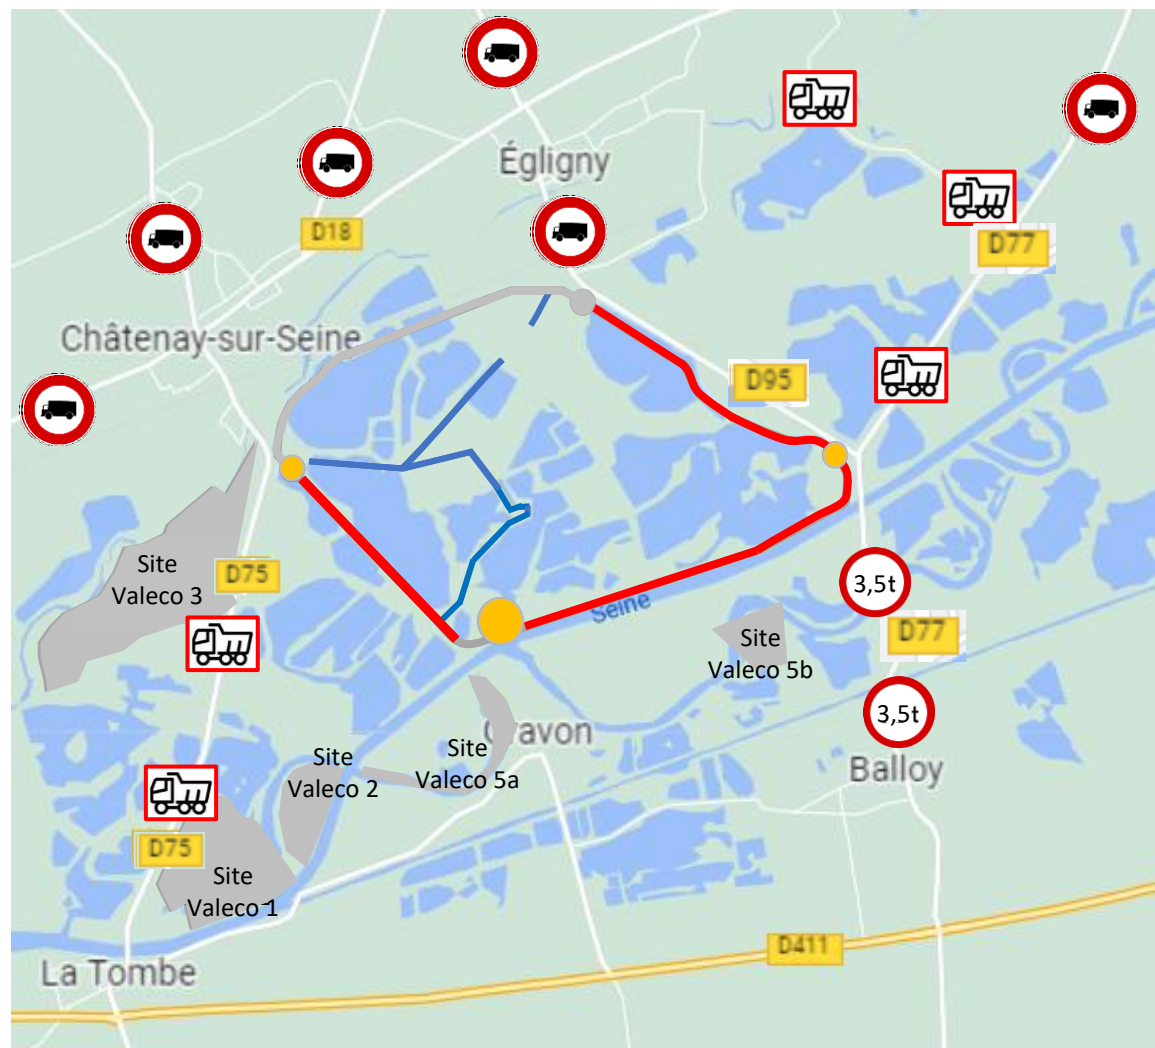 Égligny
D18
D77
Châtenay-sur-Seine
D95
Site
Valeco 3
D75
3,5t
Seine
D77
Site
Valeco 5b
3,5t
Site
Valeco 2
Site
Valeco 5a
Balloy
D75
Site
Valeco 1
D411
La Tombe